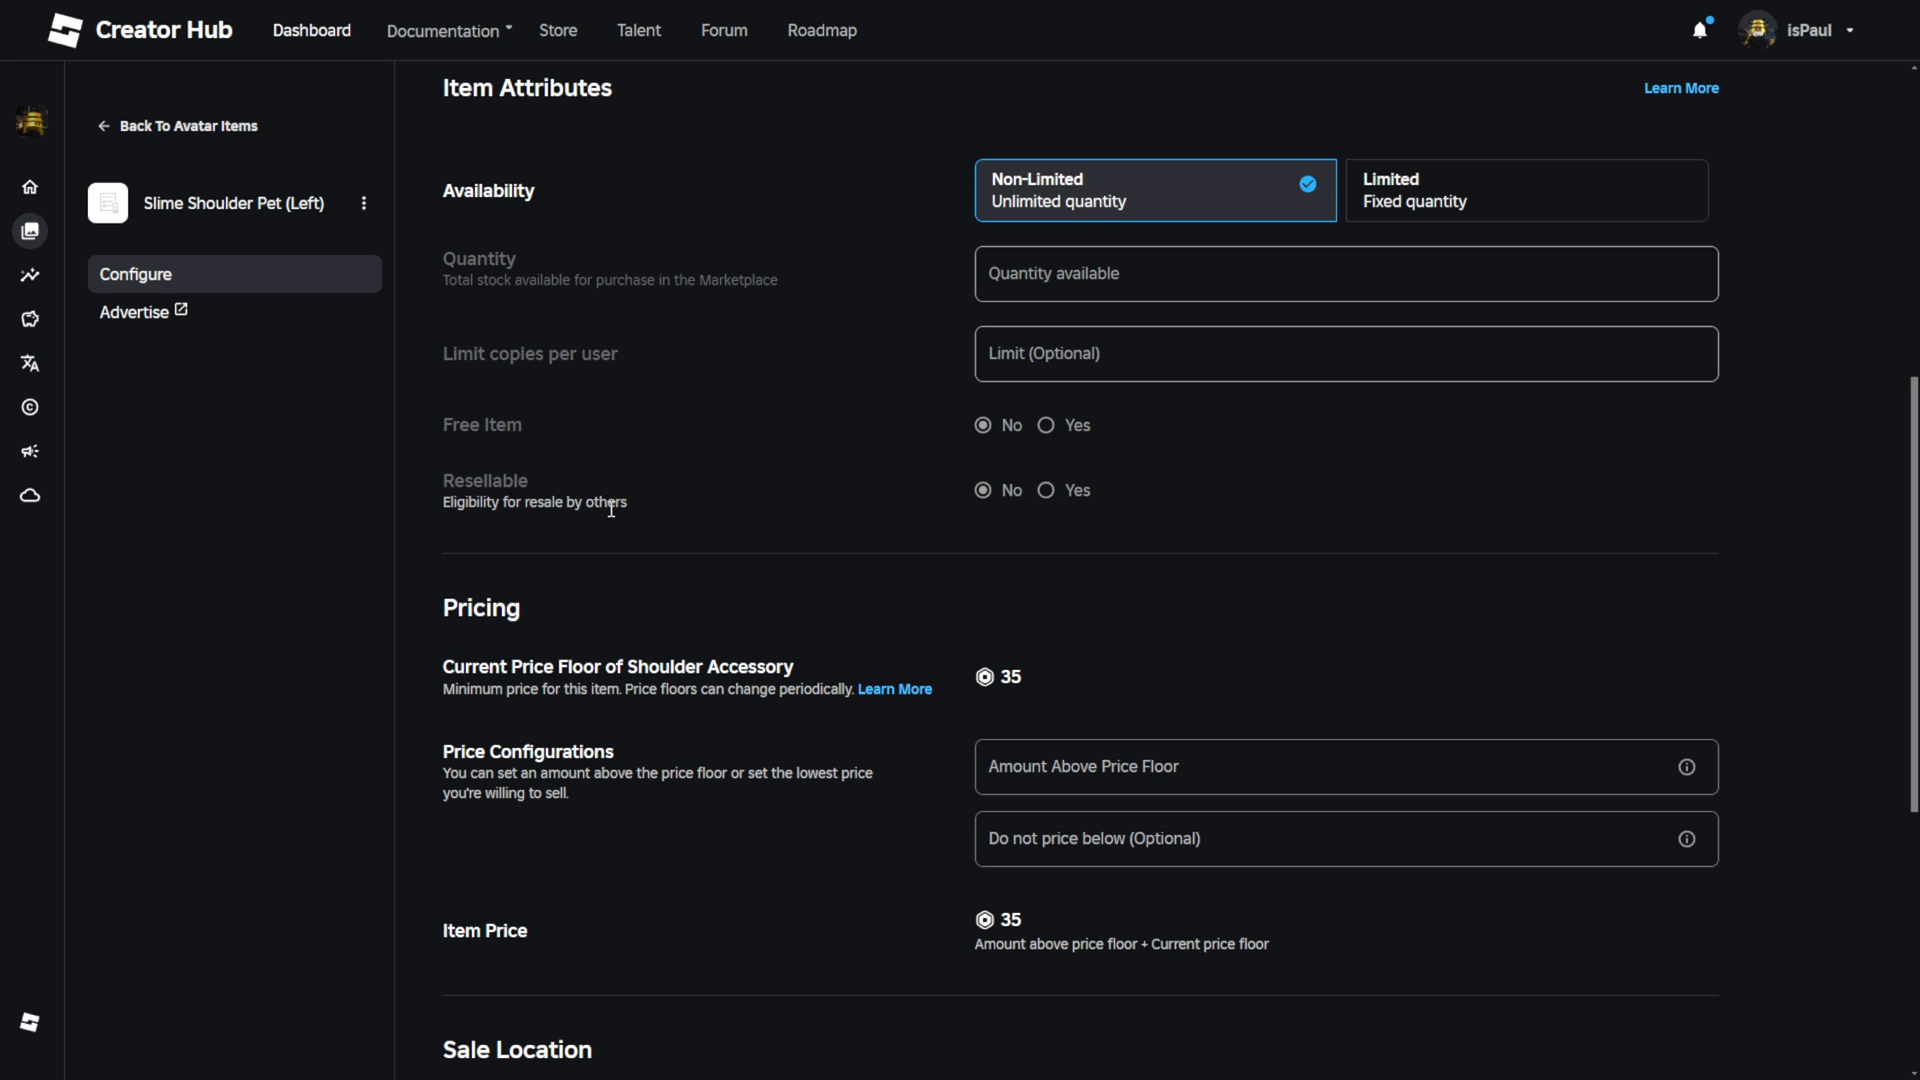 Creator Hub
Dashboard
Documentation
Store
Talent
Forum
Roadmap
isPaul
Back To Avatar Items
Slime Shoulder Pet (Left)
Configure
Advertise
Item Attributes
Learn More
Availability
Non-Limited
Unlimited quantity
Limited
Fixed quantity
Quantity
Total stock available for purchase in the Marketplace
Quantity available
Limit copies per user
Limit (Optional)
Free Item
No
Yes
Resellable
Eligibility for resale by others
No
Yes
Pricing
Current Price Floor of Shoulder Accessory
Minimum price for this item. Price floors can change periodically. Learn More
35
Price Configurations
You can set an amount above the price floor or set the lowest price
you're willing to sell.
Amount Above Price Floor
Do not price below (Optional)
Item Price
35
Amount above price floor + Current price floor
Sale Location